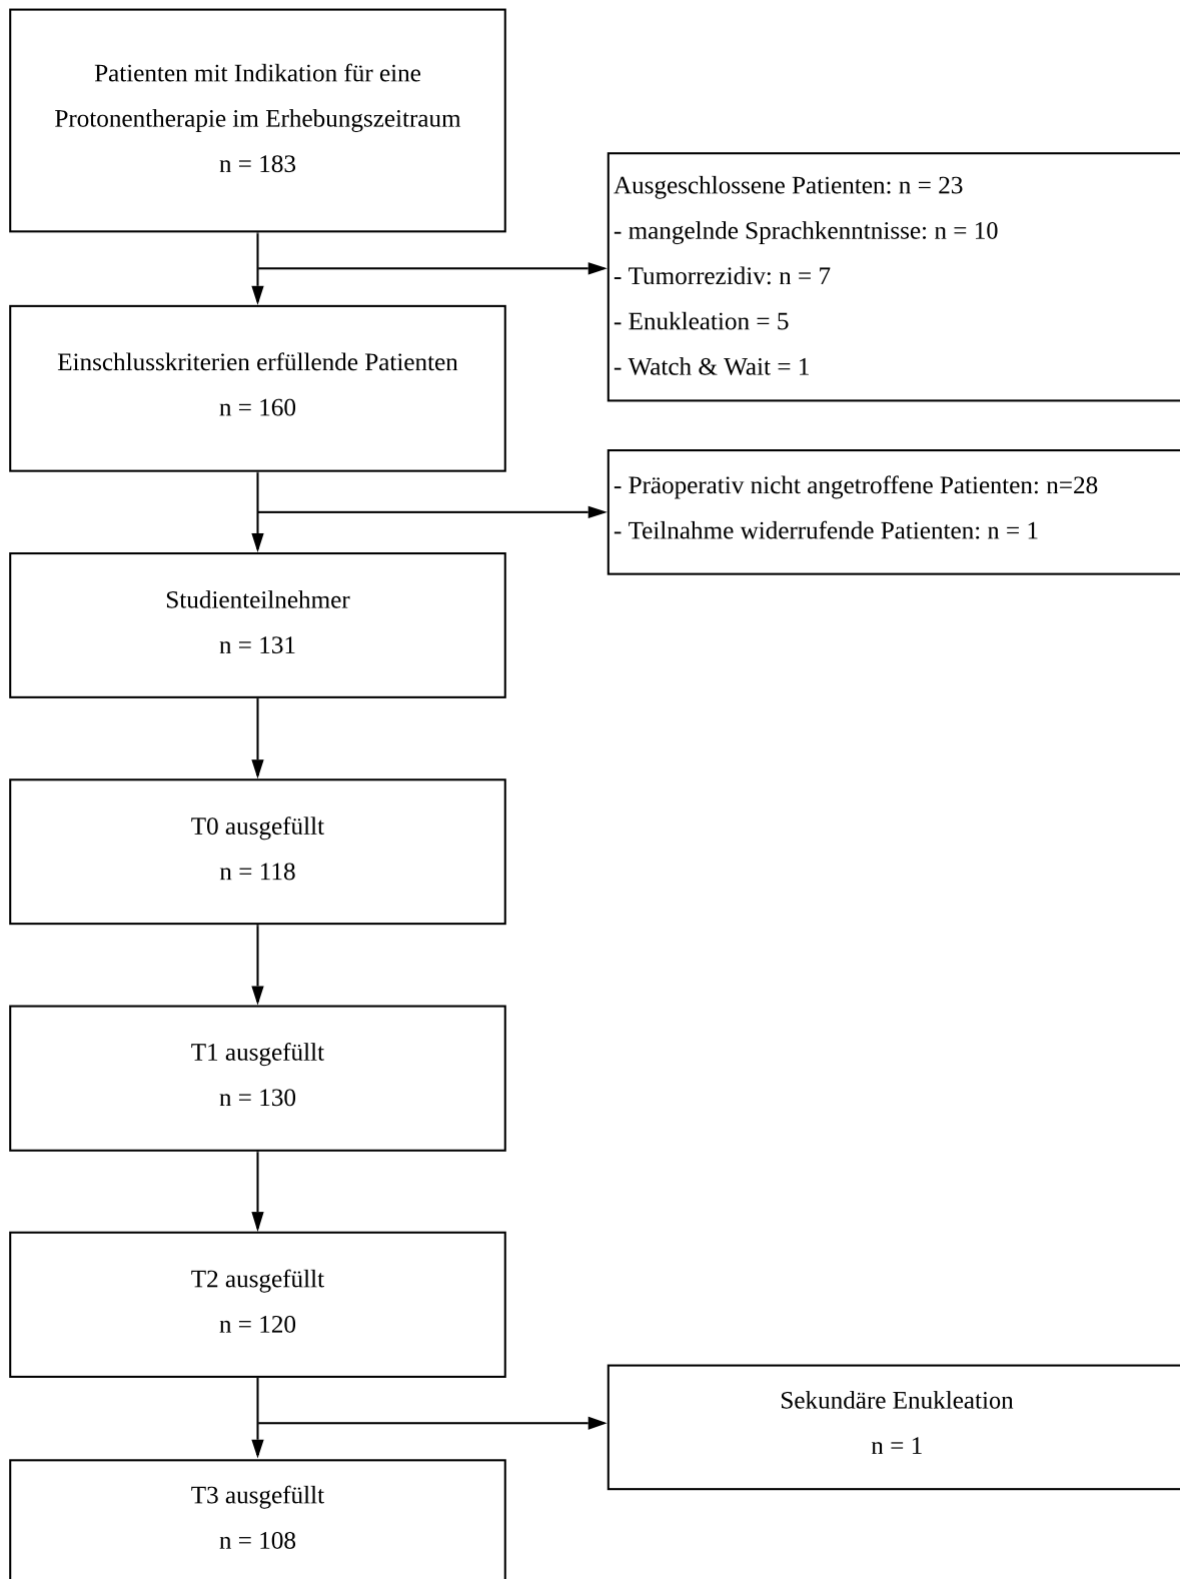 Patienten mit Indikation für eine
Protonentherapie im Erhebungszeitraum
n = 183
Ausgeschlossene Patienten: n = 23
- mangelnde Sprachkenntnisse: n = 10
- Tumorrezidiv: n = 7
- Enukleation = 5
- Watch & Wait = 1
Einschlusskriterien erfüllende Patienten
n = 160
- Präoperativ nicht angetroffene Patienten: n=28
- Teilnahme widerrufende Patienten: n = 1
Studienteilnehmer
n = 131
T0 ausgefüllt
n = 118
T1 ausgefüllt
n = 130
T2 ausgefüllt
n = 120
Sekundäre Enukleation
n = 1
T3 ausgefüllt
n = 108